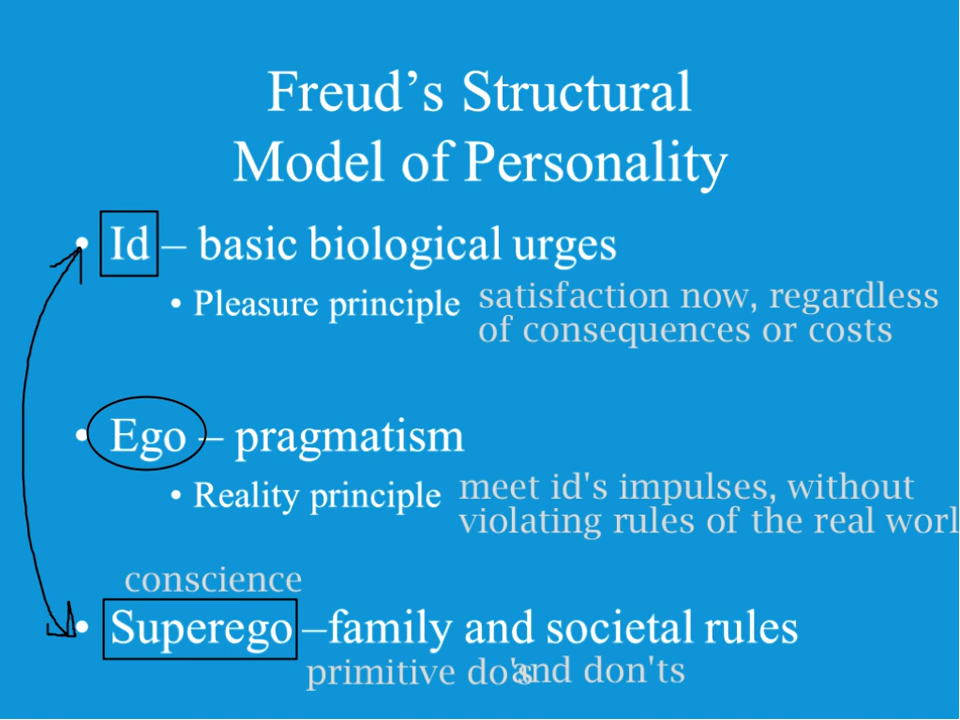 Freud's Structural
Model of Personality
• Id – basic biological urges
• Pleasure principle satisfaction now, regardless
of consequences or costs
• Ego – pragmatism
• Reality principle meet id's impulses, without
violating rules of the real worl
conscience
• Superego –family and societal rules
primitive do's and don'ts